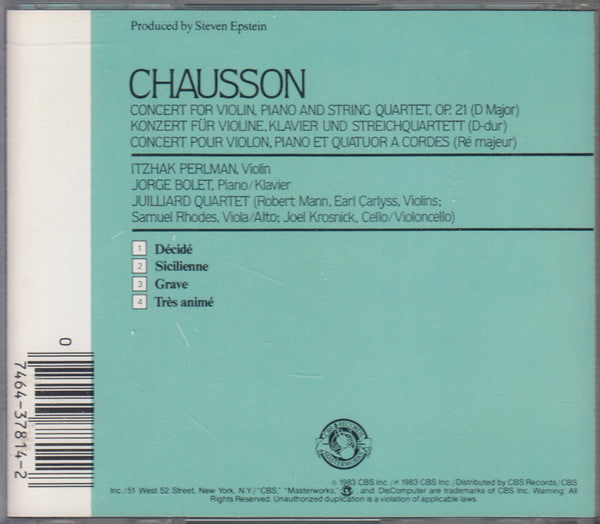 Produced by Steven Epstein
CHAUSSON
CONCERT FOR VIOLIN, PIANO AND STRING QUARTET, OP. 21 (D Major)
KONZERT FÜR VIOLINE, KLAVIER UND STREICHQUARTETT (D-dur)
CONCERT POUR VIOLON, PIANO ET QUATUOR A CORDES (Ré majeur)
ITZHAK PERLMAN, Violin
JORGE BOLET, Piano/Klavier
JUILLIARD QUARTET (Robert Mann, Earl Carlyss, Violins;
Samuel Rhodes, Viola/Alto; Joel Krosnick, Cello/Violoncello)
1 Décidé
2 Sicilienne
3 Grave
4 Très animé
0
7464-37814-2
CBS RECORDS
MASTERWORKS
© 1983 CBS Inc./℗ 1983 CBS Inc./Distributed by CBS Records/CBS
Inc./51 West 52 Street, New York, N.Y./"CBS," "Masterworks," and DisComputer are trademarks of CBS Inc. Warning: All
Rights Reserved. Unauthorized duplication is a violation of applicable laws.